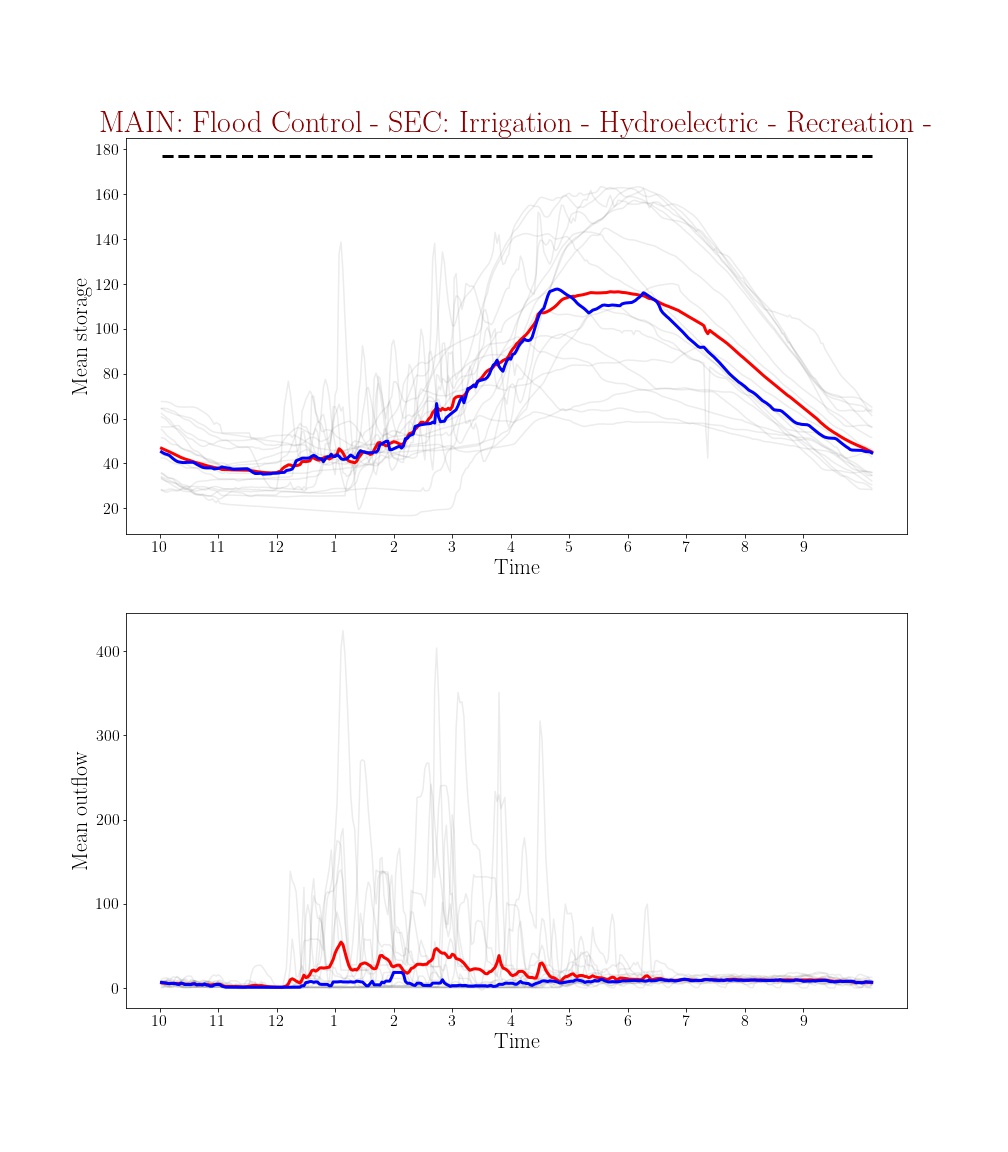 MAIN: Flood Control - SEC: Irrigation - Hydroelectric - Recreation -
180
160
140
120
100
80
60
40
20
Mean storage
10 11 12 1 2 3 4 5 6 7 8 9
Time
400
300
200
100
0
Mean outflow
10 11 12 1 2 3 4 5 6 7 8 9
Time